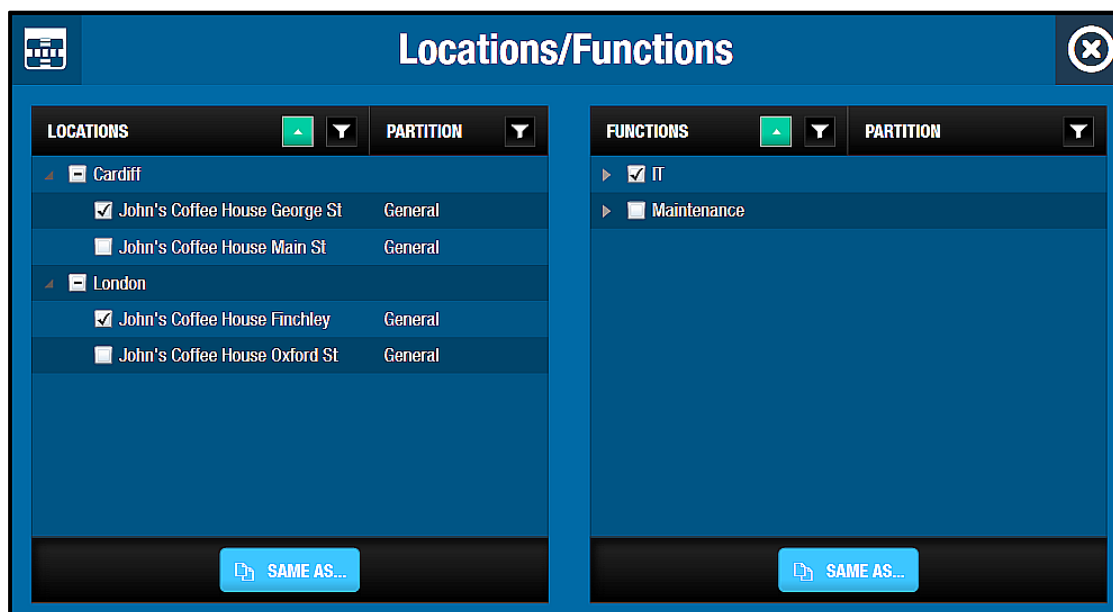 Locations/Functions
LOCATIONS PARTITION
Cardiff
John's Coffee House George St General
John's Coffee House Main St General
London
John's Coffee House Finchley General
John's Coffee House Oxford St General
SAME AS...
FUNCTIONS PARTITION
IT
Maintenance
SAME AS...